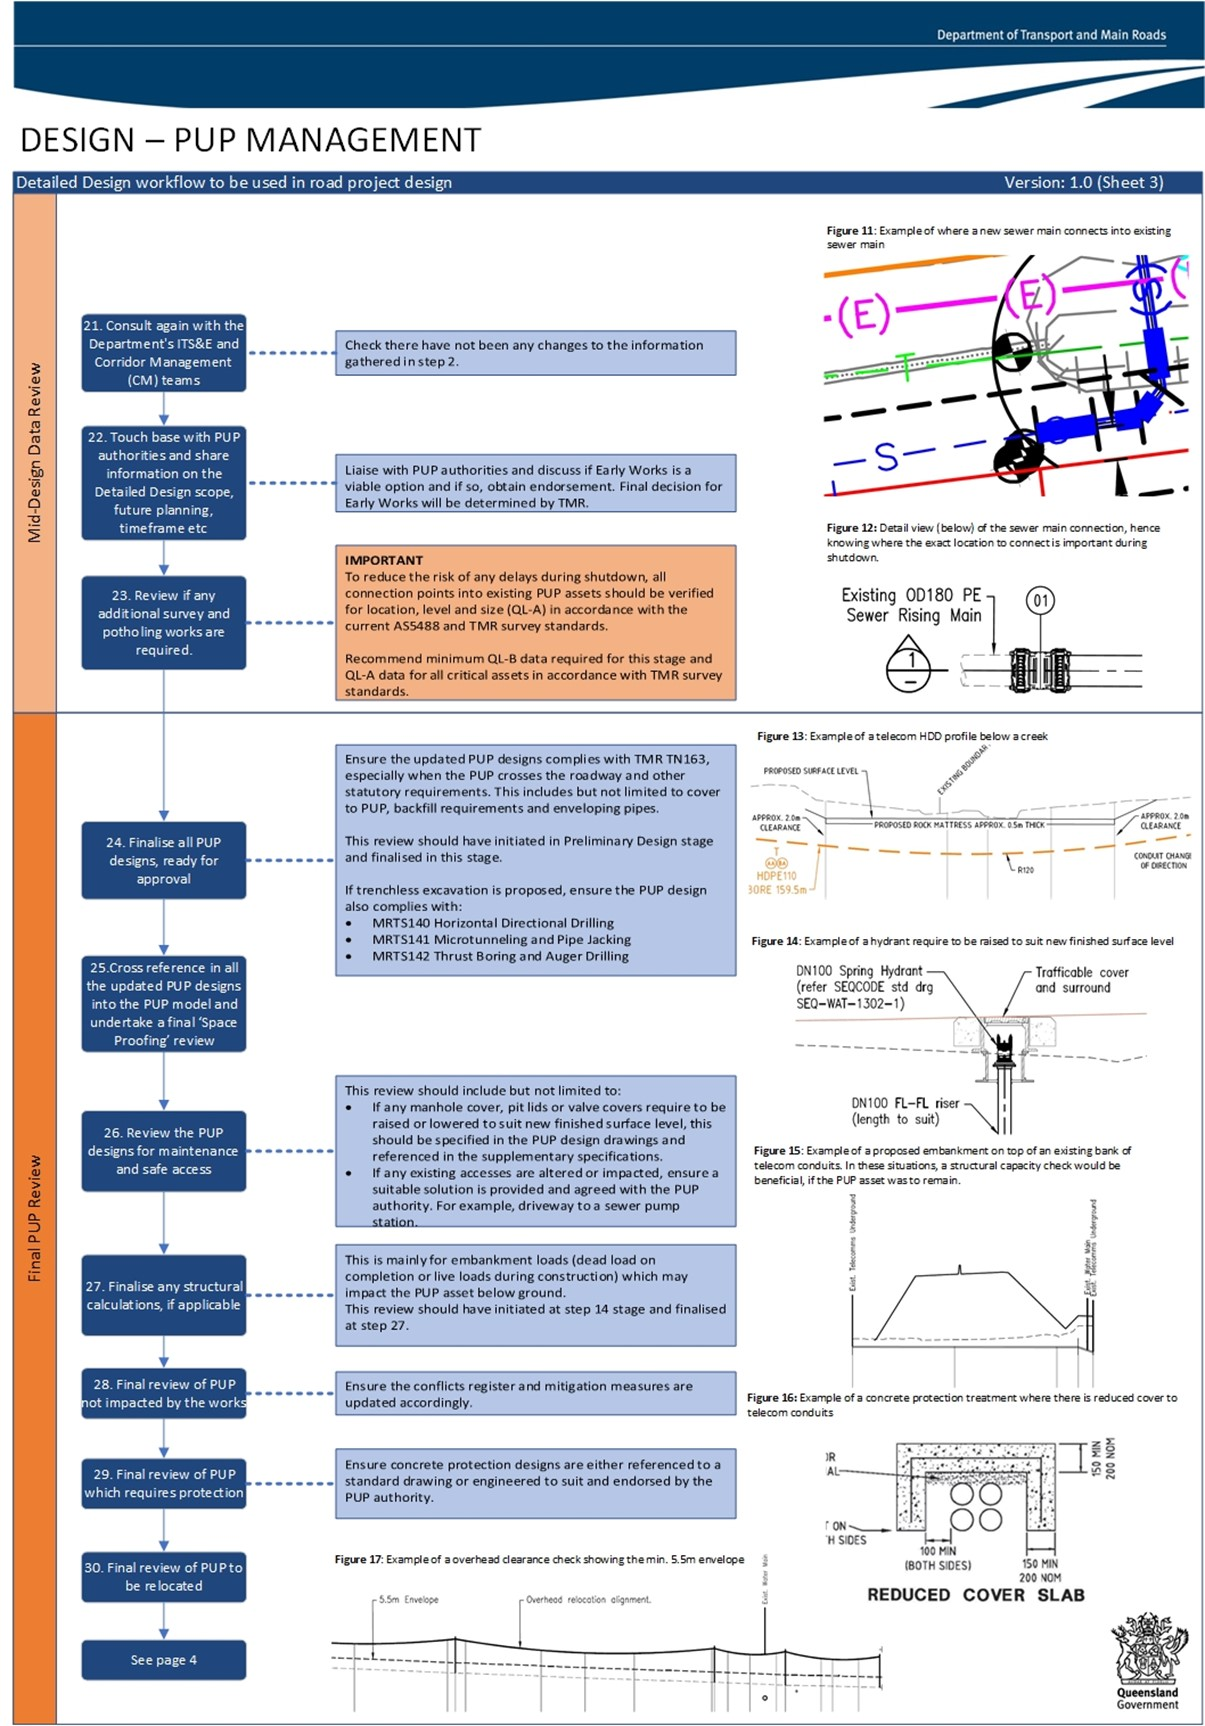 Department of Transport and Main Roads
DESIGN – PUP MANAGEMENT
Detailed Design workflow to be used in road project design
Version: 1.0 (Sheet 3)
Mid-Design Data Review
21. Consult again with the
Department's ITS&E and
Corridor Management
(CM) teams
Check there have not been any changes to the information
gathered in step 2.
22. Touch base with PUP
authorities and share
information on the
Detailed Design scope,
future planning,
timeframe etc
Liaise with PUP authorities and discuss if Early Works is a
viable option and if so, obtain endorsement. Final decision for
Early Works will be determined by TMR.
23. Review if any
additional survey and
potholing works are
required.
IMPORTANT
To reduce the risk of any delays during shutdown, all
connection points into existing PUP assets should be verified
for location, level and size (QL-A) in accordance with the
current AS5488 and TMR survey standards.
Recommend minimum QL-B data required for this stage and
QL-A data for all critical assets in accordance with TMR survey
standards.
Figure 11: Example of where a new sewer main connects into existing
sewer main
(E)
(E)
T
S
Figure 12: Detail view (below) of the sewer main connection, hence
knowing where the exact location to connect is important during
shutdown.
Existing OD180 PE
Sewer Rising Main
01
1
–
Final PUP Review
24. Finalise all PUP
designs, ready for
approval
Ensure the updated PUP designs complies with TMR TN163,
especially when the PUP crosses the roadway and other
statutory requirements. This includes but not limited to cover
to PUP, backfill requirements and enveloping pipes.
This review should have initiated in Preliminary Design stage
and finalised in this stage.
If trenchless excavation is proposed, ensure the PUP design
also complies with:
• MRTS140 Horizontal Directional Drilling
• MRTS141 Microtunneling and Pipe Jacking
• MRTS142 Thrust Boring and Auger Drilling
25.Cross reference in all
the updated PUP designs
into the PUP model and
undertake a final ‘Space
Proofing’ review
26. Review the PUP
designs for maintenance
and safe access
This review should include but not limited to:
• If any manhole cover, pit lids or valve covers require to be
raised or lowered to suit new finished surface level, this
should be specified in the PUP design drawings and
referenced in the supplementary specifications.
• If any existing accesses are altered or impacted, ensure a
suitable solution is provided and agreed with the PUP
authority. For example, driveway to a sewer pump
station.
27. Finalise any structural
calculations, if applicable
This is mainly for embankment loads (dead load on
completion or live loads during construction) which may
impact the PUP asset below ground.
This review should have initiated at step 14 stage and finalised
at step 27.
28. Final review of PUP
not impacted by the works
Ensure the conflicts register and mitigation measures are
updated accordingly.
29. Final review of PUP
which requires protection
Ensure concrete protection designs are either referenced to a
standard drawing or engineered to suit and endorsed by the
PUP authority.
30. Final review of PUP to
be relocated
See page 4
Figure 13: Example of a telecom HDD profile below a creek
PROPOSED SURFACE LEVEL
EXISTING BOUNDAR
APPROX. 2.0m
CLEARANCE
PROPOSED ROCK MATTRESS APPROX. 0.5m THICK
APPROX. 2.0m
CLEARANCE
T
HDPE110
BORE 159.5m
R120
CONDUIT CHANG
OF DIRECTION
Figure 14: Example of a hydrant require to be raised to suit new finished surface level
DN100 Spring Hydrant
(refer SEQCODE std drg
SEQ-WAT-1302-1)
Trafficable cover
and surround
DN100 FL-FL riser
(length to suit)
Figure 15: Example of a proposed embankment on top of an existing bank of
telecom conduits. In these situations, a structural capacity check would be
beneficial, if the PUP asset was to remain.
Exist. Telecomms Underground
Exist. Water Main
Exist. Telecomms Underground
Figure 16: Example of a concrete protection treatment where there is reduced cover to
telecom conduits
OR
AL
150 MIN
200 NOM
T ON
'H SIDES
100 MIN
(BOTH SIDES)
150 MIN
200 NOM
REDUCED COVER SLAB
Figure 17: Example of a overhead clearance check showing the min. 5.5m envelope
5.5m Envelope
Overhead relocation alignment.
Exist. Water Main
Queensland
Government